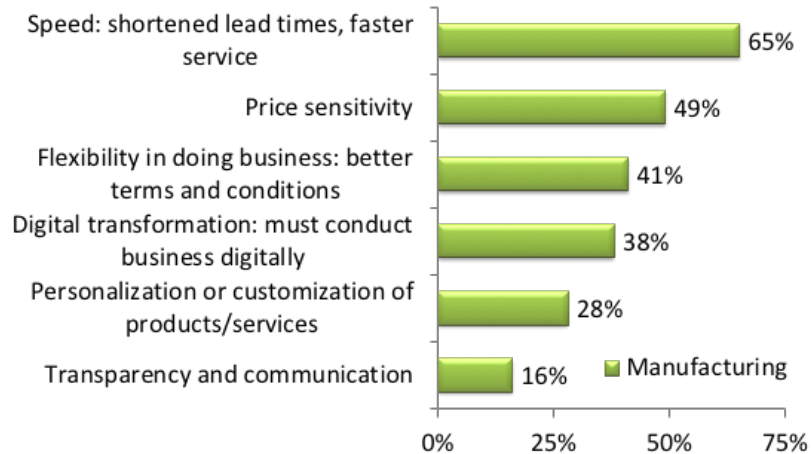 Speed: shortened lead times, faster
service
65%
Price sensitivity
49%
Flexibility in doing business: better
terms and conditions
41%
Digital transformation: must conduct
business digitally
38%
Personalization or customization of
products/services
28%
Transparency and communication
16%
Manufacturing
0% 25% 50% 75%